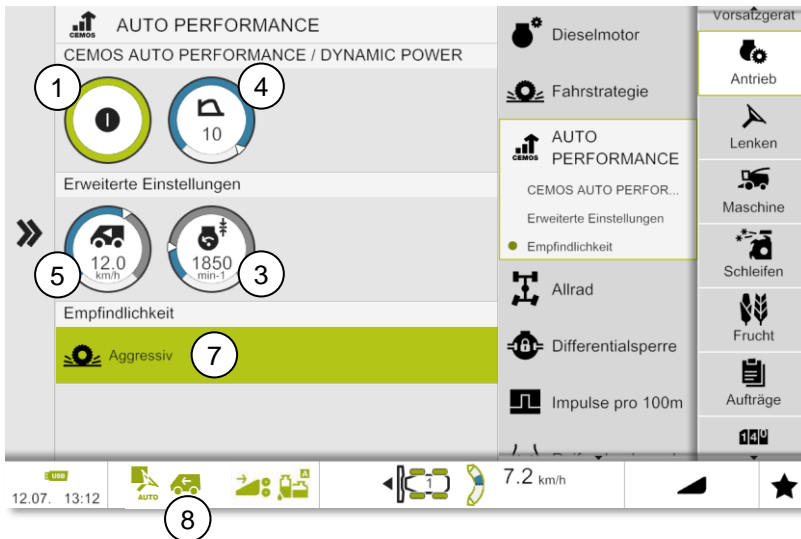 CEMOS
AUTO PERFORMANCE
CEMOS AUTO PERFORMANCE / DYNAMIC POWER
1
4
10
Erweiterte Einstellungen
12.0
km/h
1850
min-1
5
3
Empfindlichkeit
Aggressiv
7
Dieselmotor
Fahrstrategie
CEMOS
AUTO
PERFORMANCE
CEMOS AUTO PERFOR...
Erweiterte Einstellungen
Empfindlichkeit
Allrad
Differentialsperre
Impulse pro 100m
Vorsatzgerät
Antrieb
Lenken
Maschine
Schleifen
Frucht
Aufträge
140
USB
12.07. 13:12
AUTO
A
1
7.2 km/h
8